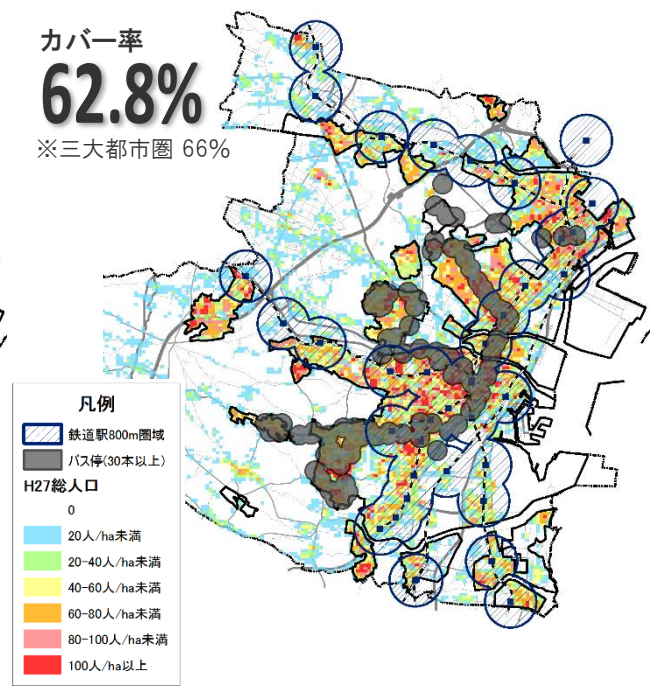 カバー率
62.8%
※三大都市圏 66%
凡例
鉄道駅800m圏域
バス停(30本以上)
H27総人口
0
20人/ha未満
20-40人/ha未満
40-60人/ha未満
60-80人/ha未満
80-100人/ha未満
100人/ha以上